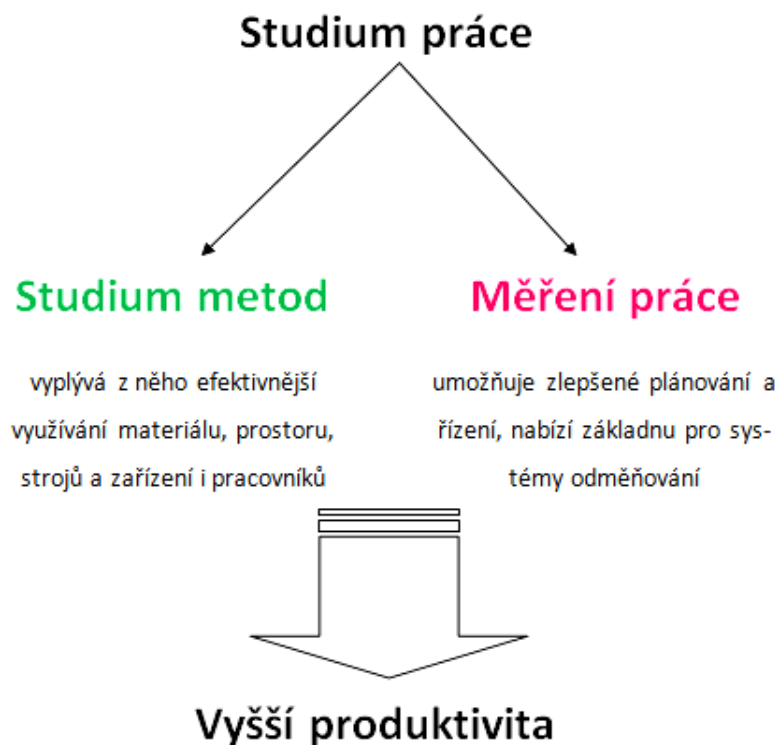 Studium práce
Studium metod
vyplývá z něho efektivnější
využívání materiálu, prostoru,
strojů a zařízení i pracovníků
Měření práce
umožňuje zlepšené plánování a
řízení, nabízí základnu pro sys-
témy odměňování
Vyšší produktivita